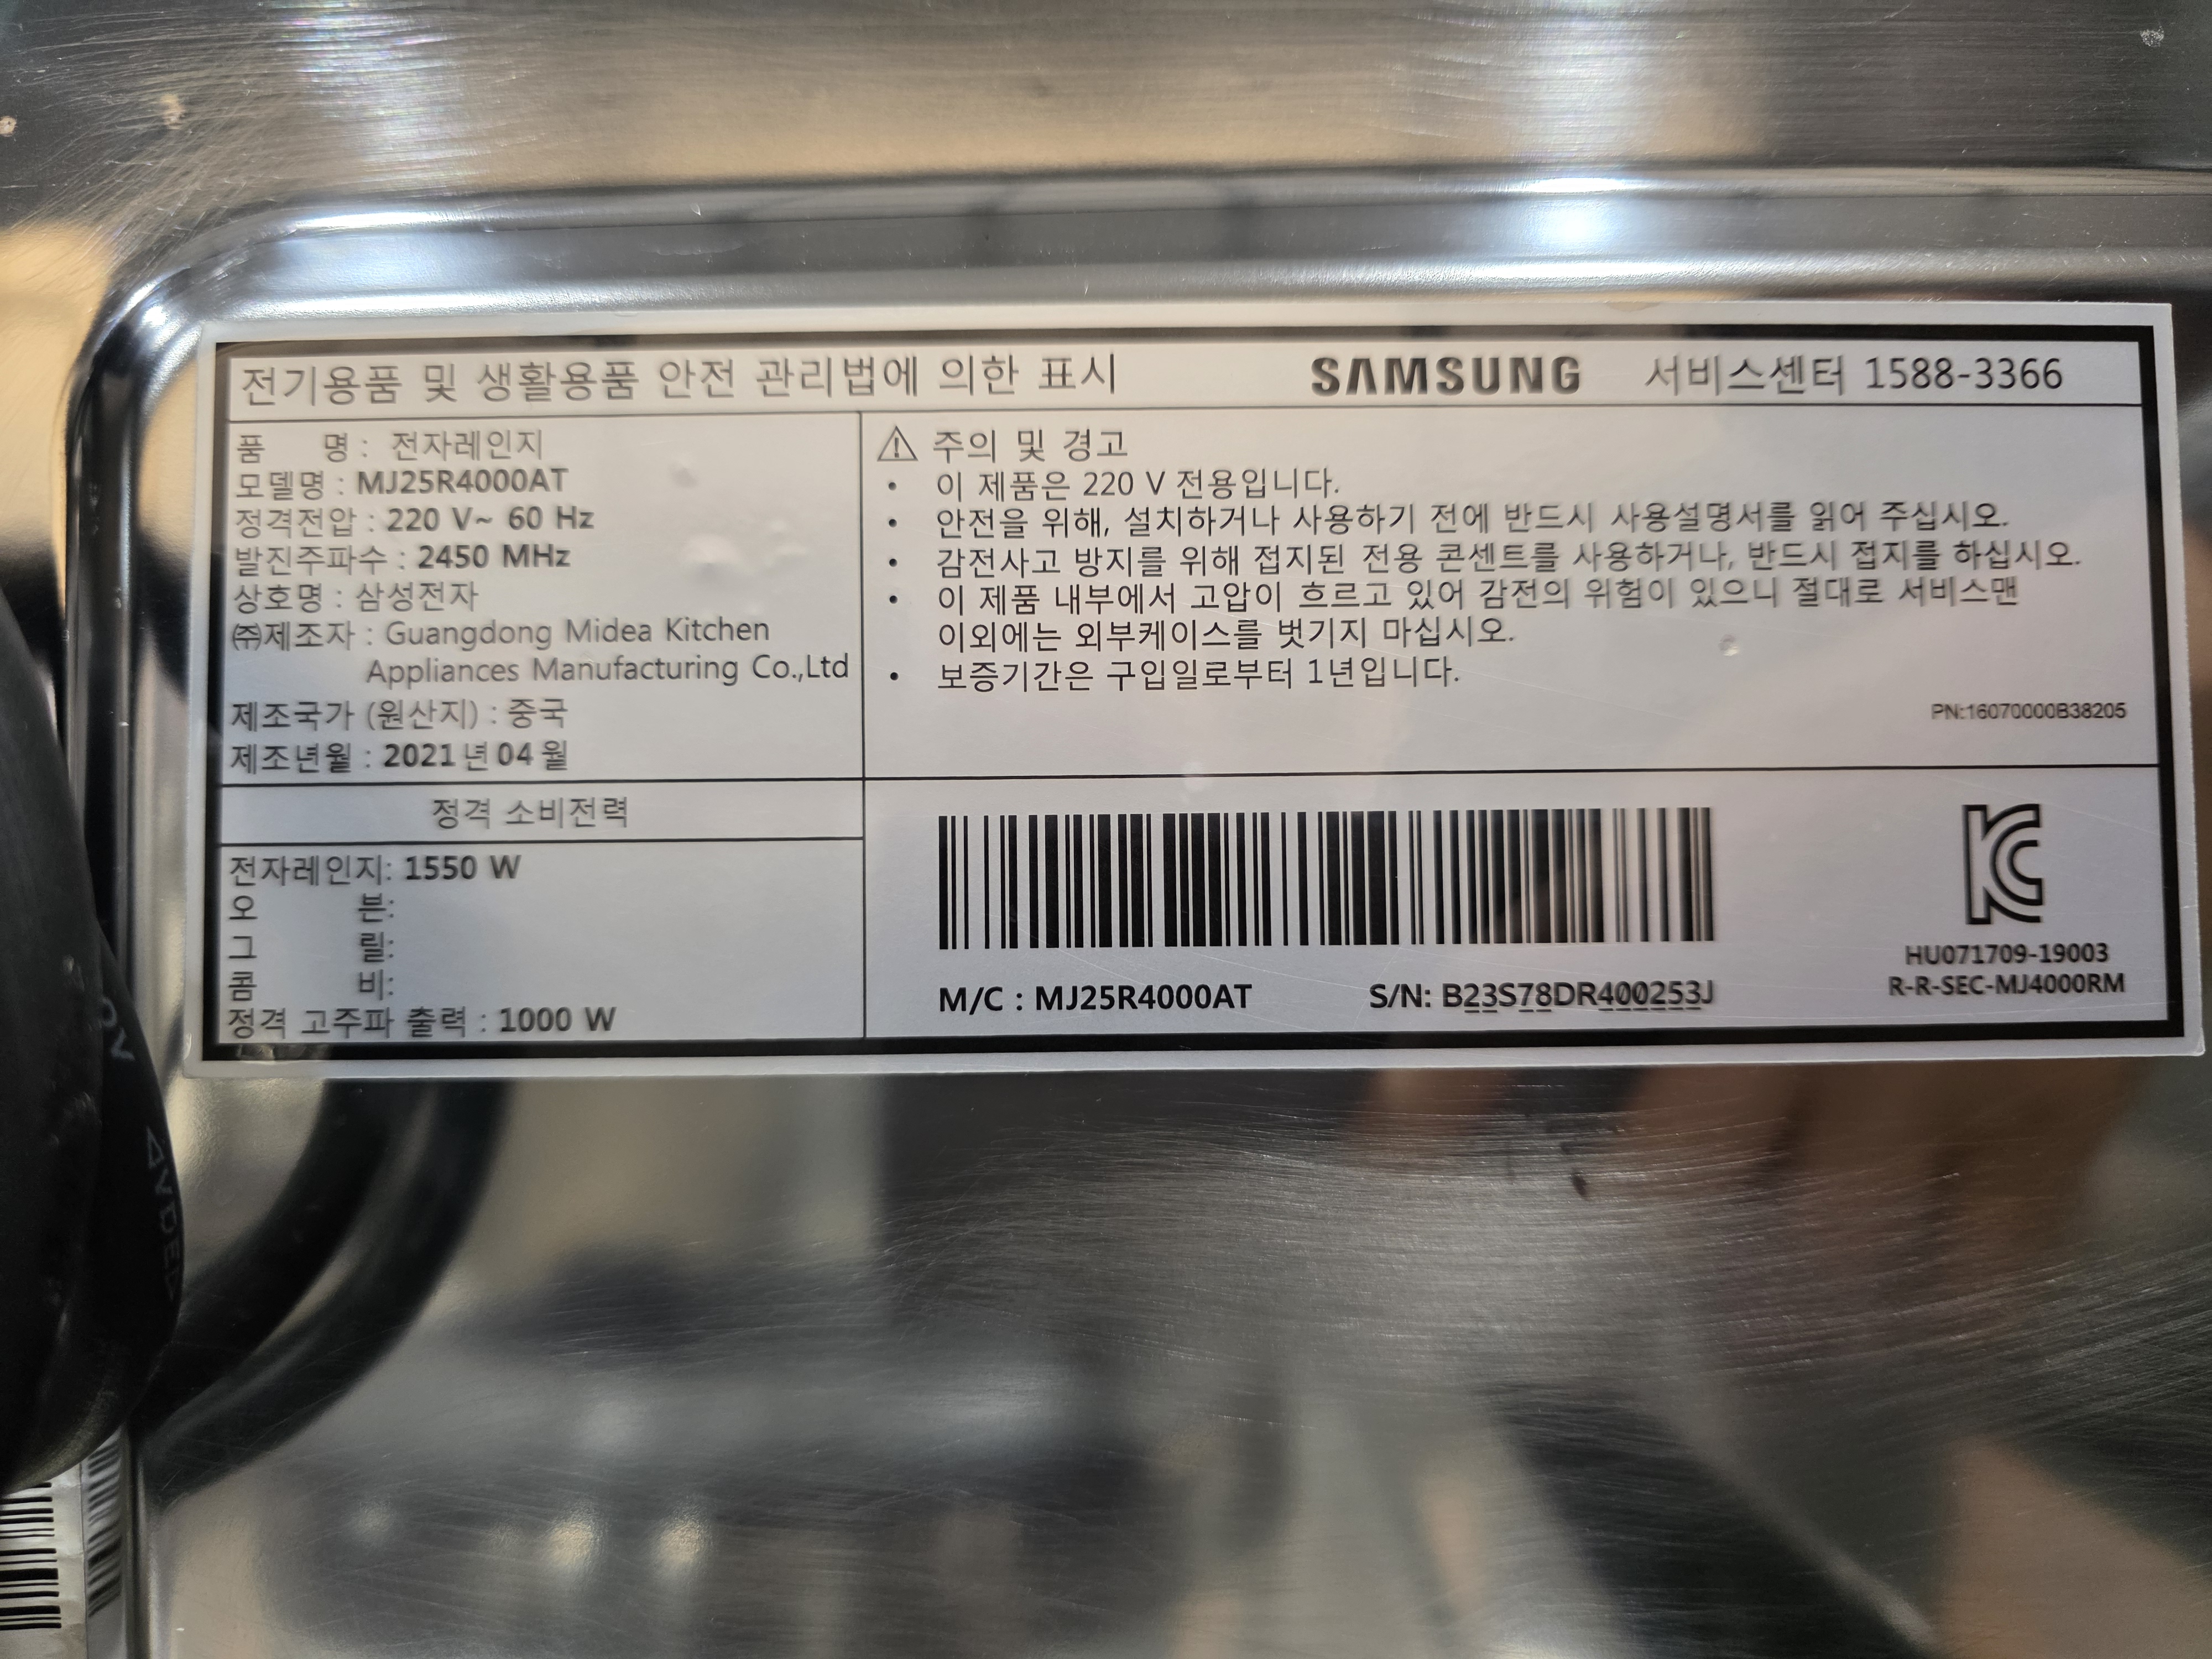 전기용품 및 생활용품 안전 관리법에 의한 표시 SAMSUNG 서비스센터 1588-3366
품 명 : 전자레인지
모델명 : MJ25R4000AT
정격전압 : 220 V~ 60 Hz
발진주파수 : 2450 MHz
상호명 : 삼성전자
㈜제조자 : Guangdong Midea Kitchen
Appliances Manufacturing Co.,Ltd
제조국가 (원산지) : 중국
제조년월 : 2021년 04월
⚠ 주의 및 경고
• 이 제품은 220 V 전용입니다.
• 안전을 위해, 설치하거나 사용하기 전에 반드시 사용설명서를 읽어 주십시오.
• 감전사고 방지를 위해 접지된 전용 콘센트를 사용하거나, 반드시 접지를 하십시오.
• 이 제품 내부에서 고압이 흐르고 있어 감전의 위험이 있으니 절대로 서비스맨
이외에는 외부케이스를 벗기지 마십시오.
• 보증기간은 구입일로부터 1년입니다.
PN:16070000B38205
정격 소비전력
전자레인지: 1550 W
오 븐:
그 릴:
콤 비:
정격 고주파 출력 : 1000 W
M/C : MJ25R4000AT S/N: B23S78DR400253J
HU071709-19003
R-R-SEC-MJ4000RM